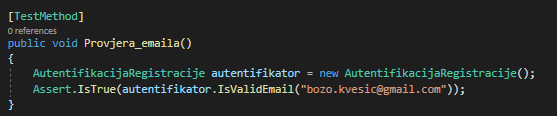 [TestMethod]
0 references
public void Provjera_emaila()
{
AutentifikacijaRegistracije autentifikator = new AutentifikacijaRegistracije();
Assert.IsTrue(autentifikator.IsValidEmail("bozo.kvesic@gmail.com"));
}